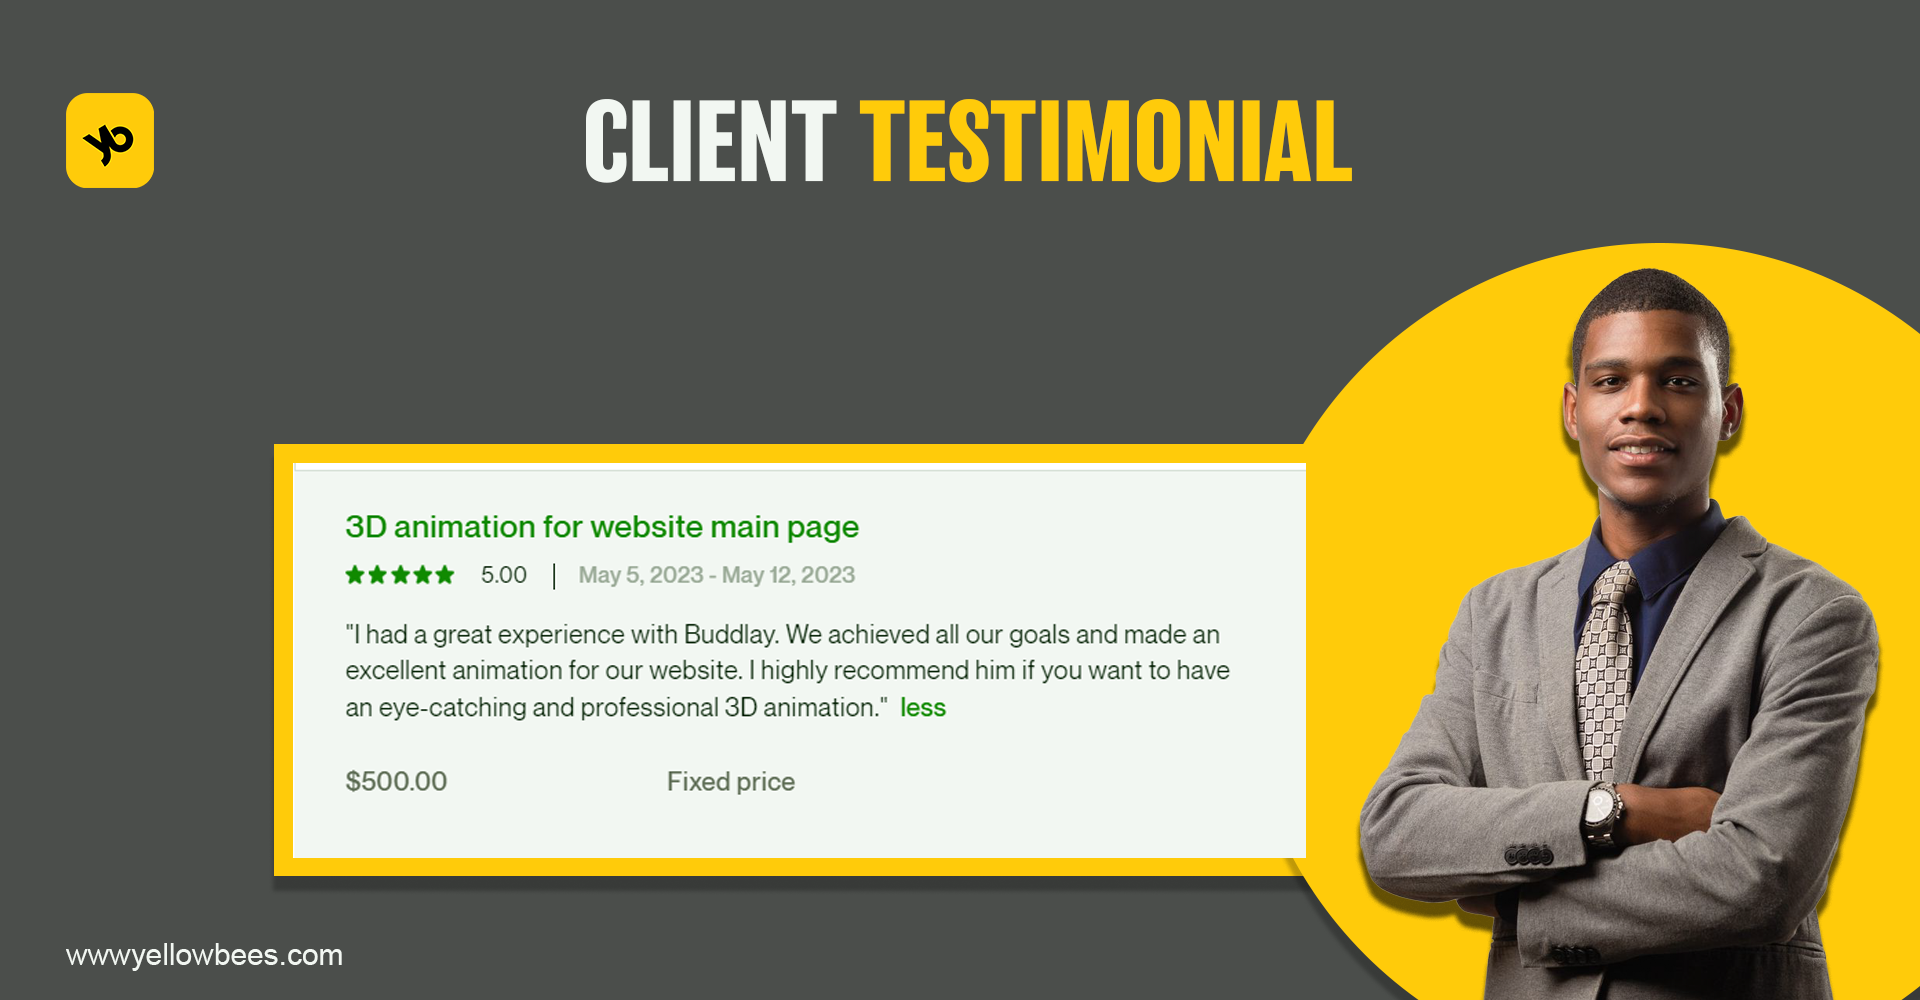 yb
CLIENT TESTIMONIAL
3D animation for website main page
5.00 | May 5, 2023 - May 12, 2023
"I had a great experience with Buddlay. We achieved all our goals and made an
excellent animation for our website. I highly recommend him if you want to have
an eye-catching and professional 3D animation." less
$500.00 Fixed price
wwwyellowbees.com